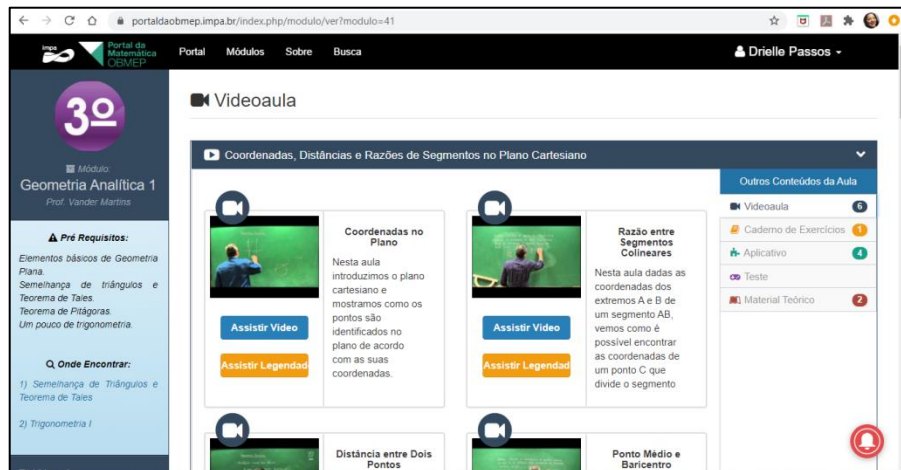 portaldaobmep.impa.br/index.php/modulo/ver?modulo=41
impa
Portal da
Matemática
OBMEP
Portal
Módulos
Sobre
Busca
Drielle Passos
3º
Módulo:
Geometria Analítica 1
Prof. Vander Martins
Pré Requisitos:
Elementos básicos de Geometria
Plana.
Semelhança de triângulos e
Teorema de Tales.
Teorema de Pitágoras.
Um pouco de trigonometria.
Onde Encontrar:
1) Semelhança de Triângulos e
Teorema de Tales
2) Trigonometria I
Videoaula
Coordenadas, Distâncias e Razões de Segmentos no Plano Cartesiano
Coordenadas no
Plano
Nesta aula
introduzimos o plano
cartesiano e
mostramos como os
pontos são
identificados no
plano de acordo
com as suas
coordenadas.
Assistir Video
Assistir Legendad
Razão entre
Segmentos
Colineares
Nesta aula dadas as
coordenadas dos
extremos A e B de
um segmento AB,
vemos como é
possível encontrar
as coordenadas de
um ponto C que
divide o segmento
Assistir Video
Assistir Legendad
Distância entre Dois
Pontos
Ponto Médio e
Baricentro
Outros Conteúdos da Aula
Videoaula 6
Caderno de Exercícios 1
Aplicativo 4
Teste
Material Teórico 2